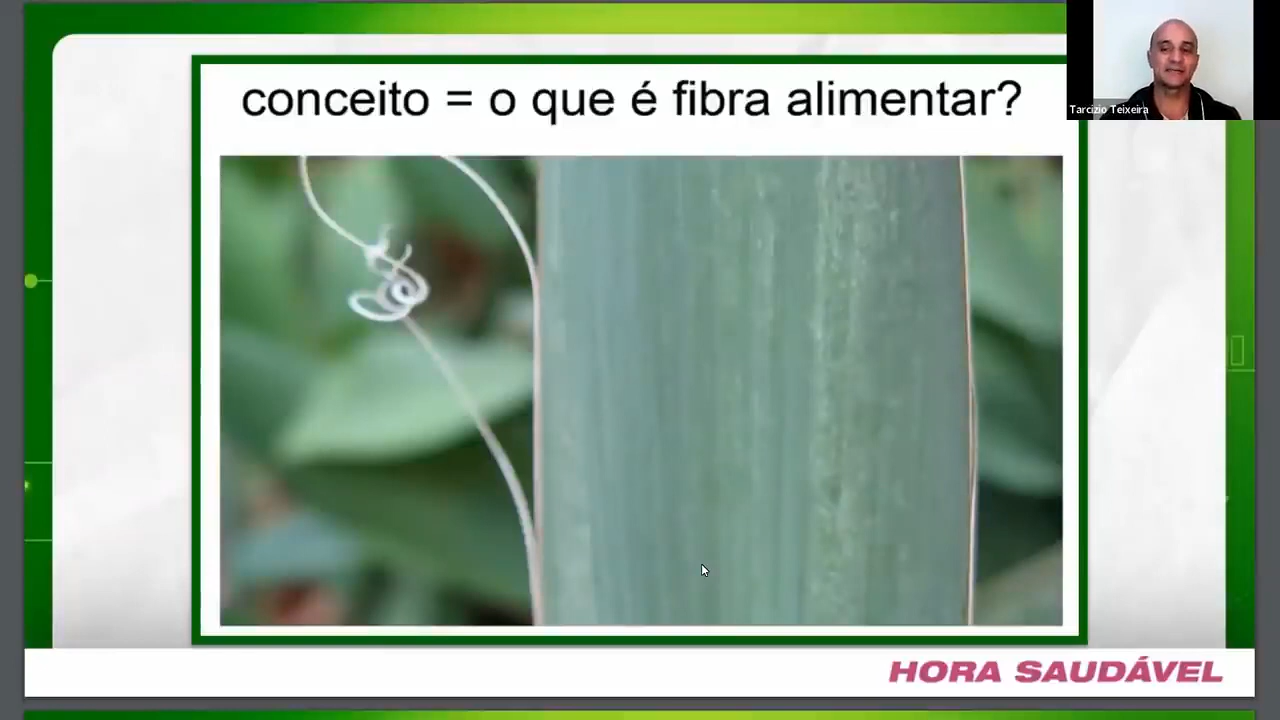 conceito = o que é fibra alimentar?
Tarcizio Teixeira
HORA SAUDÁVEL